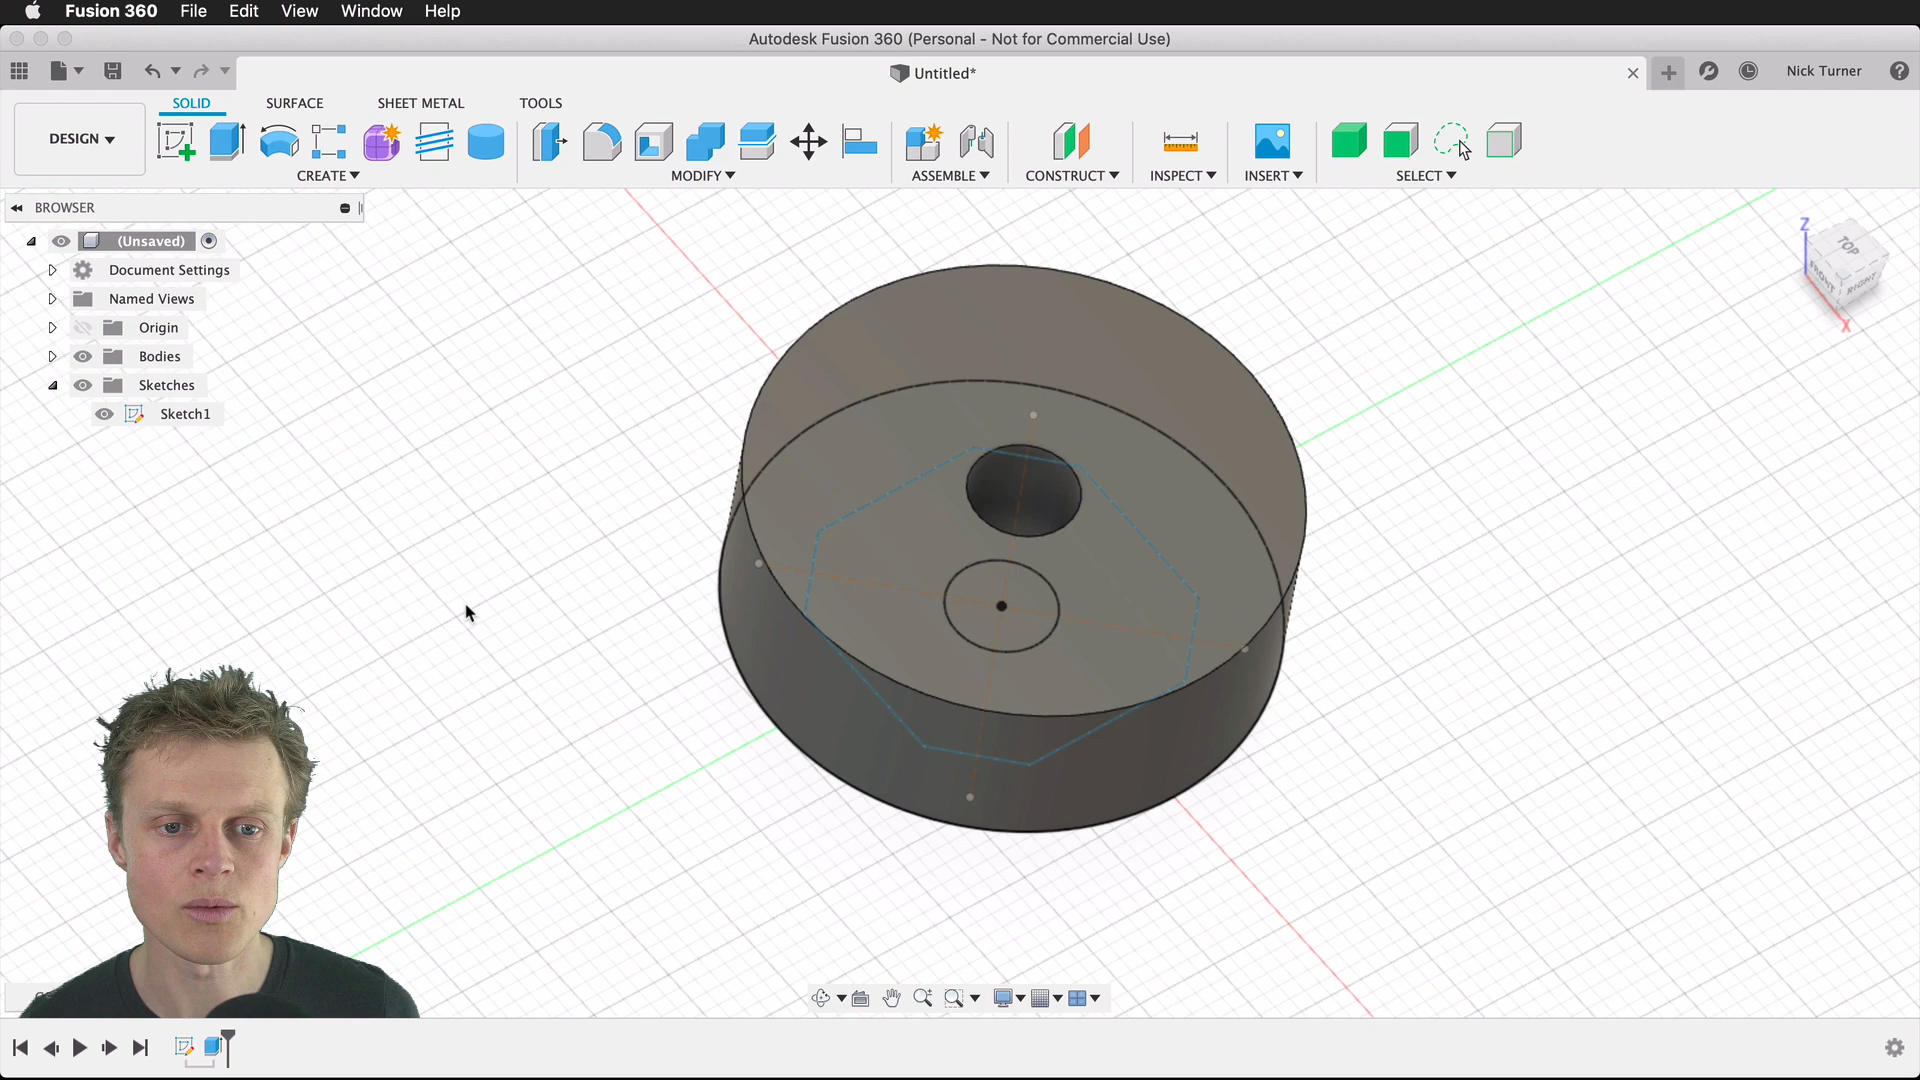 Fusion 360 File Edit View Window Help
Autodesk Fusion 360 (Personal - Not for Commercial Use)
Untitled*
Nick Turner
SOLID SURFACE SHEET METAL TOOLS
DESIGN
CREATE MODIFY ASSEMBLE CONSTRUCT INSPECT INSERT SELECT
BROWSER
(Unsaved)
Document Settings
Named Views
Origin
Bodies
Sketches
Sketch1
Z
TOP
FRONT
RIGHT
X